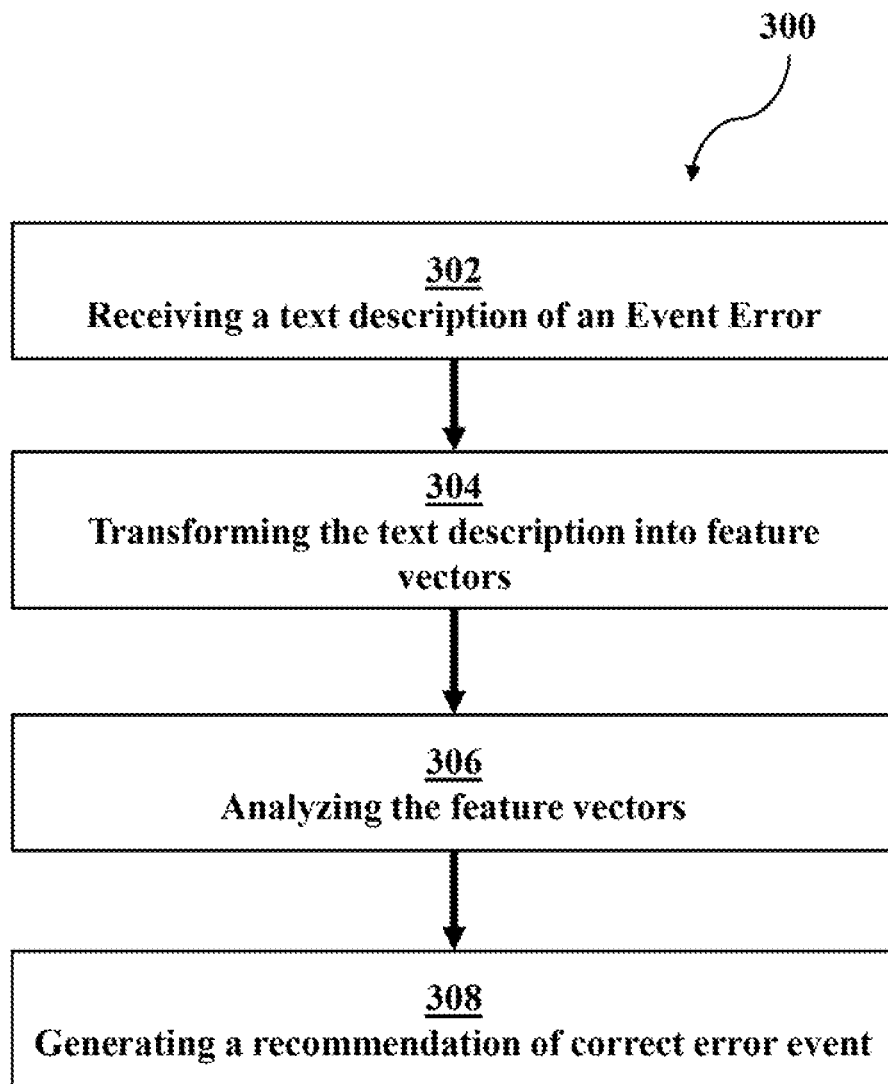 300
302
Receiving a text description of an Event Error
304
Transforming the text description into feature
vectors
306
Analyzing the feature vectors
308
Generating a recommendation of correct error event